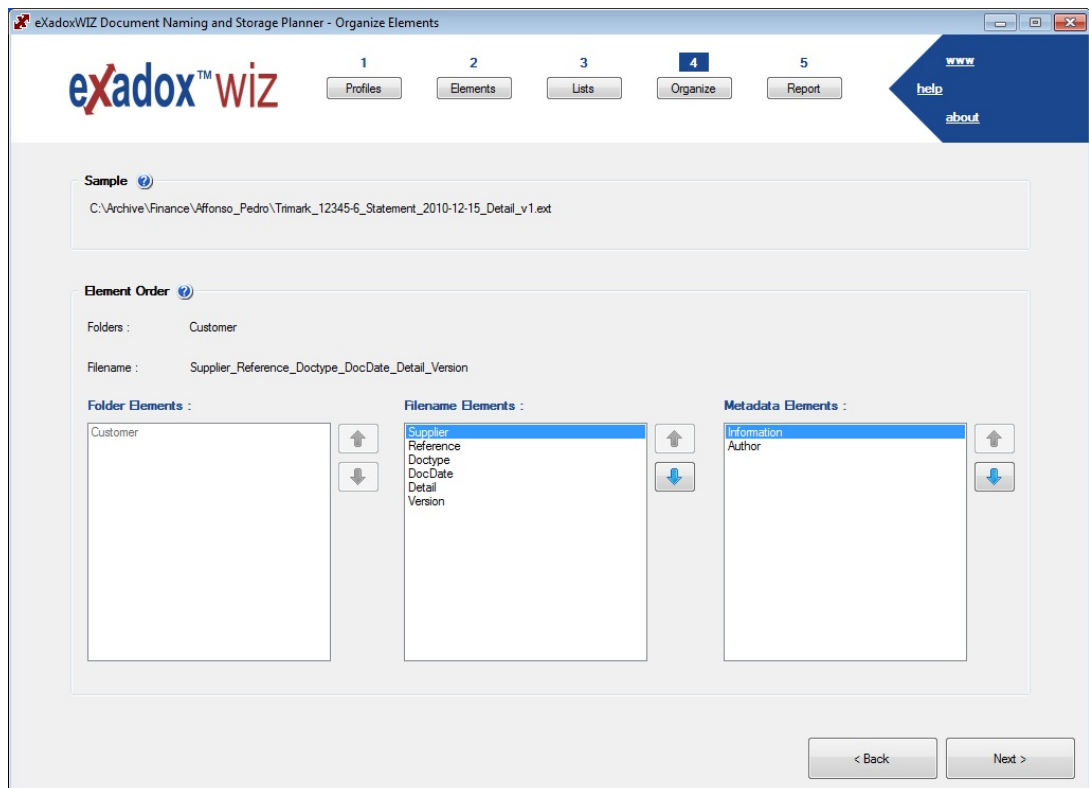 eXadoxWIZ Document Naming and Storage Planner - Organize Elements
exadox™wiz
1 2 3 4 5
Profiles Elements Lists Organize Report
www
help
about
Sample
C:\Archive\Finance\Affonso_Pedro\Trimark_12345-6_Statement_2010-12-15_Detail_v1.ext
Element Order
Folders : Customer
Filename : Supplier_Reference_Doctype_DocDate_Detail_Version
Folder Elements : Filename Elements : Metadata Elements :
Customer Supplier Information
Reference Author
Doctype
DocDate
Detail
Version
< Back Next >